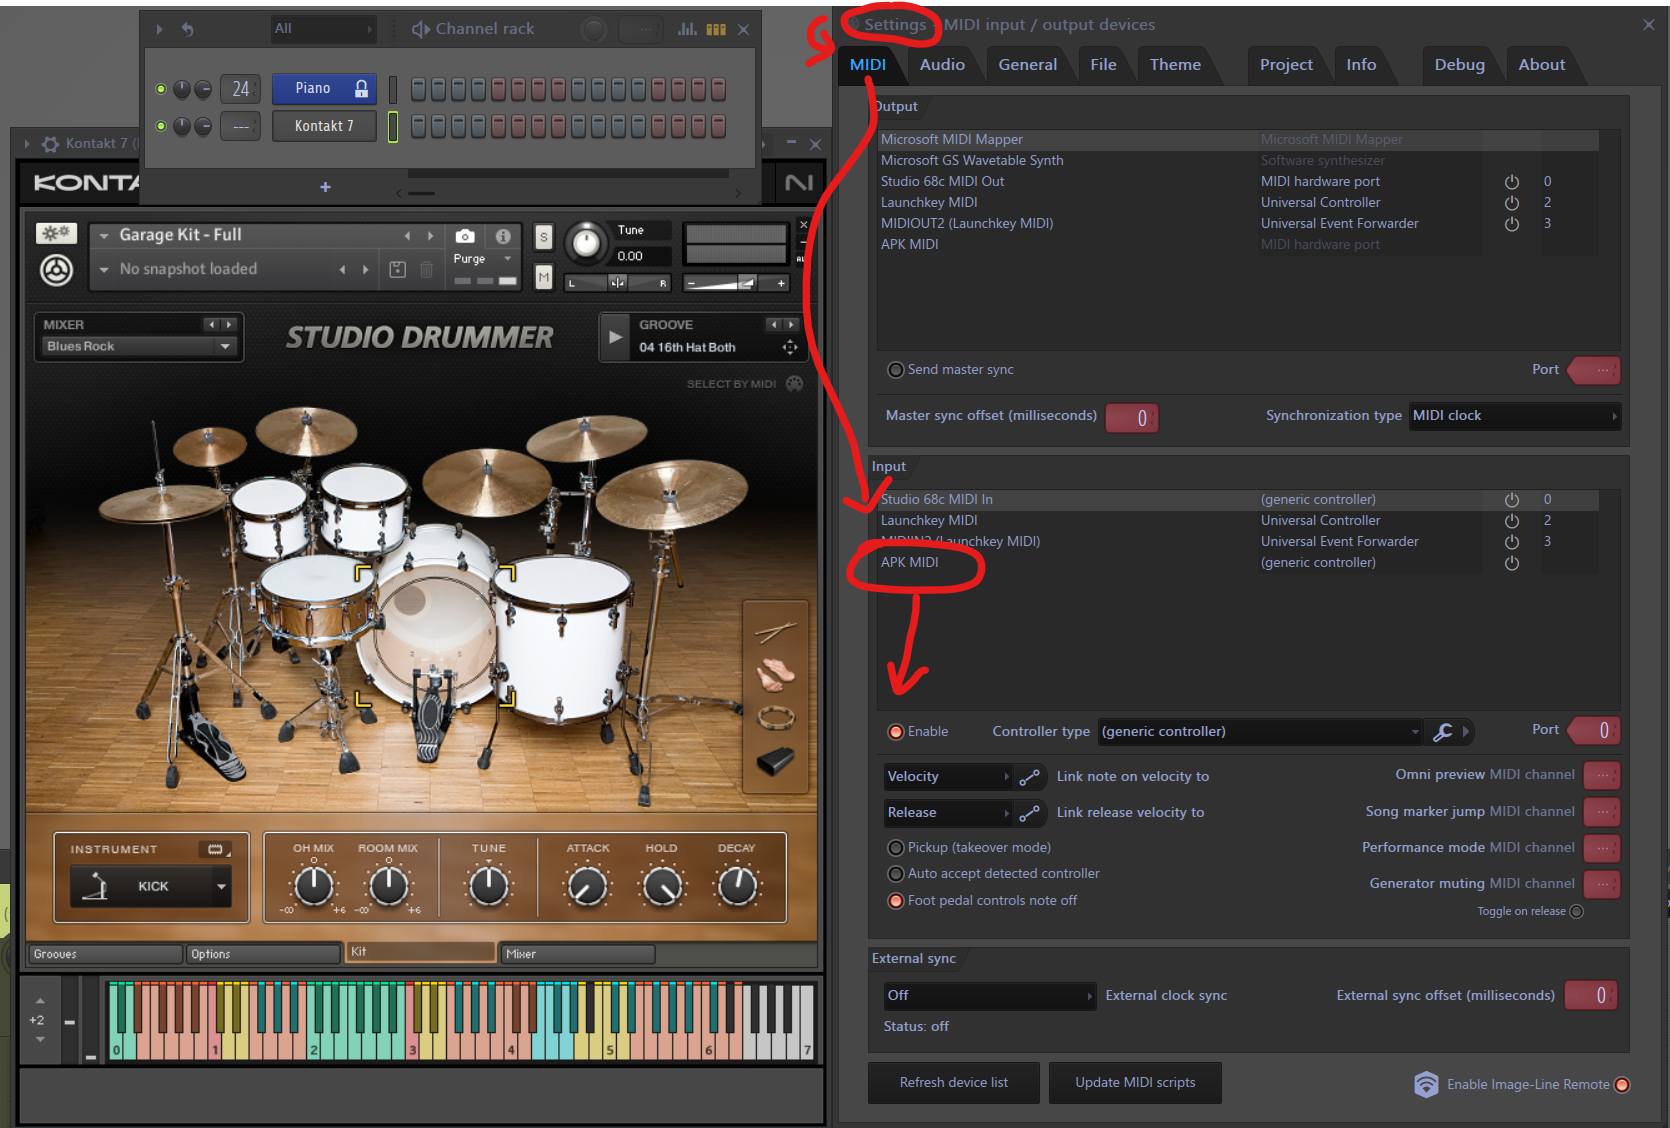 All
Channel rack
24
Piano
---
Kontakt 7
Kontakt 7 (
KONTA
Garage Kit - Full
Purge
No snapshot loaded
S
M
Tune
0.00
L
R
MIXER
Blues Rock
STUDIO DRUMMER
GROOVE
04 16th Hat Both
SELECT BY MIDI
INSTRUMENT
KICK
OH MIX
ROOM MIX
TUNE
ATTACK
HOLD
DECAY
-∞
+6
-∞
+6
Grooves
Options
Kit
Mixer
+2
0
1
2
3
4
5
6
7
Settings - MIDI input / output devices
MIDI
Audio
General
File
Theme
Project
Info
Debug
About
Output
Microsoft MIDI Mapper Microsoft MIDI Mapper
Microsoft GS Wavetable Synth Software synthesizer
Studio 68c MIDI Out MIDI hardware port 0
Launchkey MIDI Universal Controller 2
MIDIOUT2 (Launchkey MIDI) Universal Event Forwarder 3
APK MIDI MIDI hardware port
Send master sync
Port ---
Master sync offset (milliseconds) 0
Synchronization type MIDI clock
Input
Studio 68c MIDI In (generic controller) 0
Launchkey MIDI Universal Controller 2
MIDIIN2 (Launchkey MIDI) Universal Event Forwarder 3
APK MIDI (generic controller)
Enable
Controller type (generic controller)
Port 0
Velocity Link note on velocity to
Omni preview MIDI channel ---
Release Link release velocity to
Song marker jump MIDI channel ---
Pickup (takeover mode)
Performance mode MIDI channel ---
Auto accept detected controller
Generator muting MIDI channel ---
Foot pedal controls note off
Toggle on release
External sync
Off External clock sync
External sync offset (milliseconds) 0
Status: off
Refresh device list
Update MIDI scripts
Enable Image-Line Remote